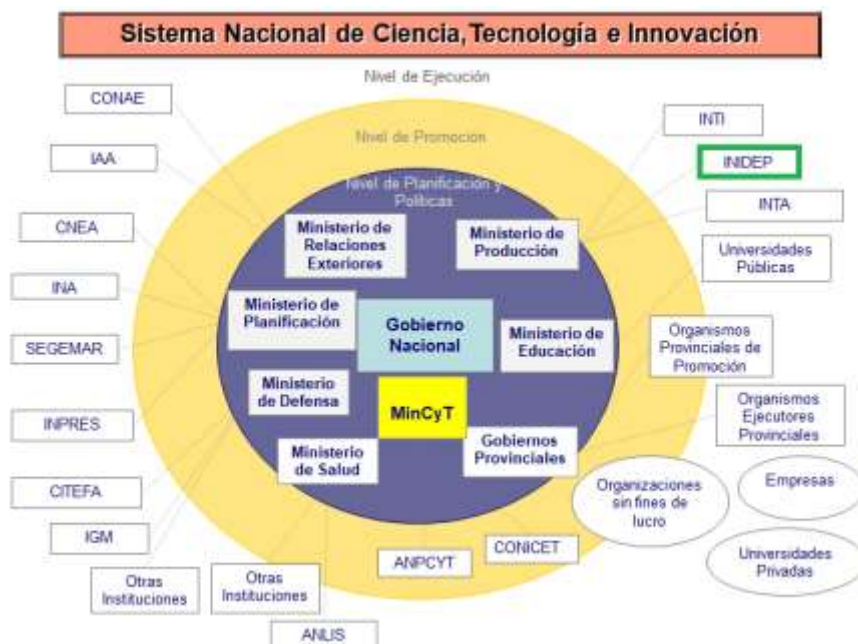 Sistema Nacional de Ciencia, Tecnología e Innovación
Nivel de Ejecución
CONAE
INTI
Nivel de Promoción
IAA
INIDEP
Nivel de Planificación y
Políticas
INTA
CNEA
Ministerio de
Relaciones
Exteriores
Ministerio de
Producción
Universidades
Públicas
INA
Ministerio de
Planificación
Gobierno
Nacional
Ministerio de
Educación
Organismos
Provinciales de
Promoción
SEGEMAR
Ministerio
de Defensa
MinCyT
Organismos
Ejecutores
Provinciales
INPRES
Ministerio
de Salud
Gobiernos
Provinciales
CITEFA
Organizaciones
sin fines de
lucro
Empresas
IGM
ANPCYT
CONICET
Universidades
Privadas
Otras
Instituciones
Otras
Instituciones
ANLIS